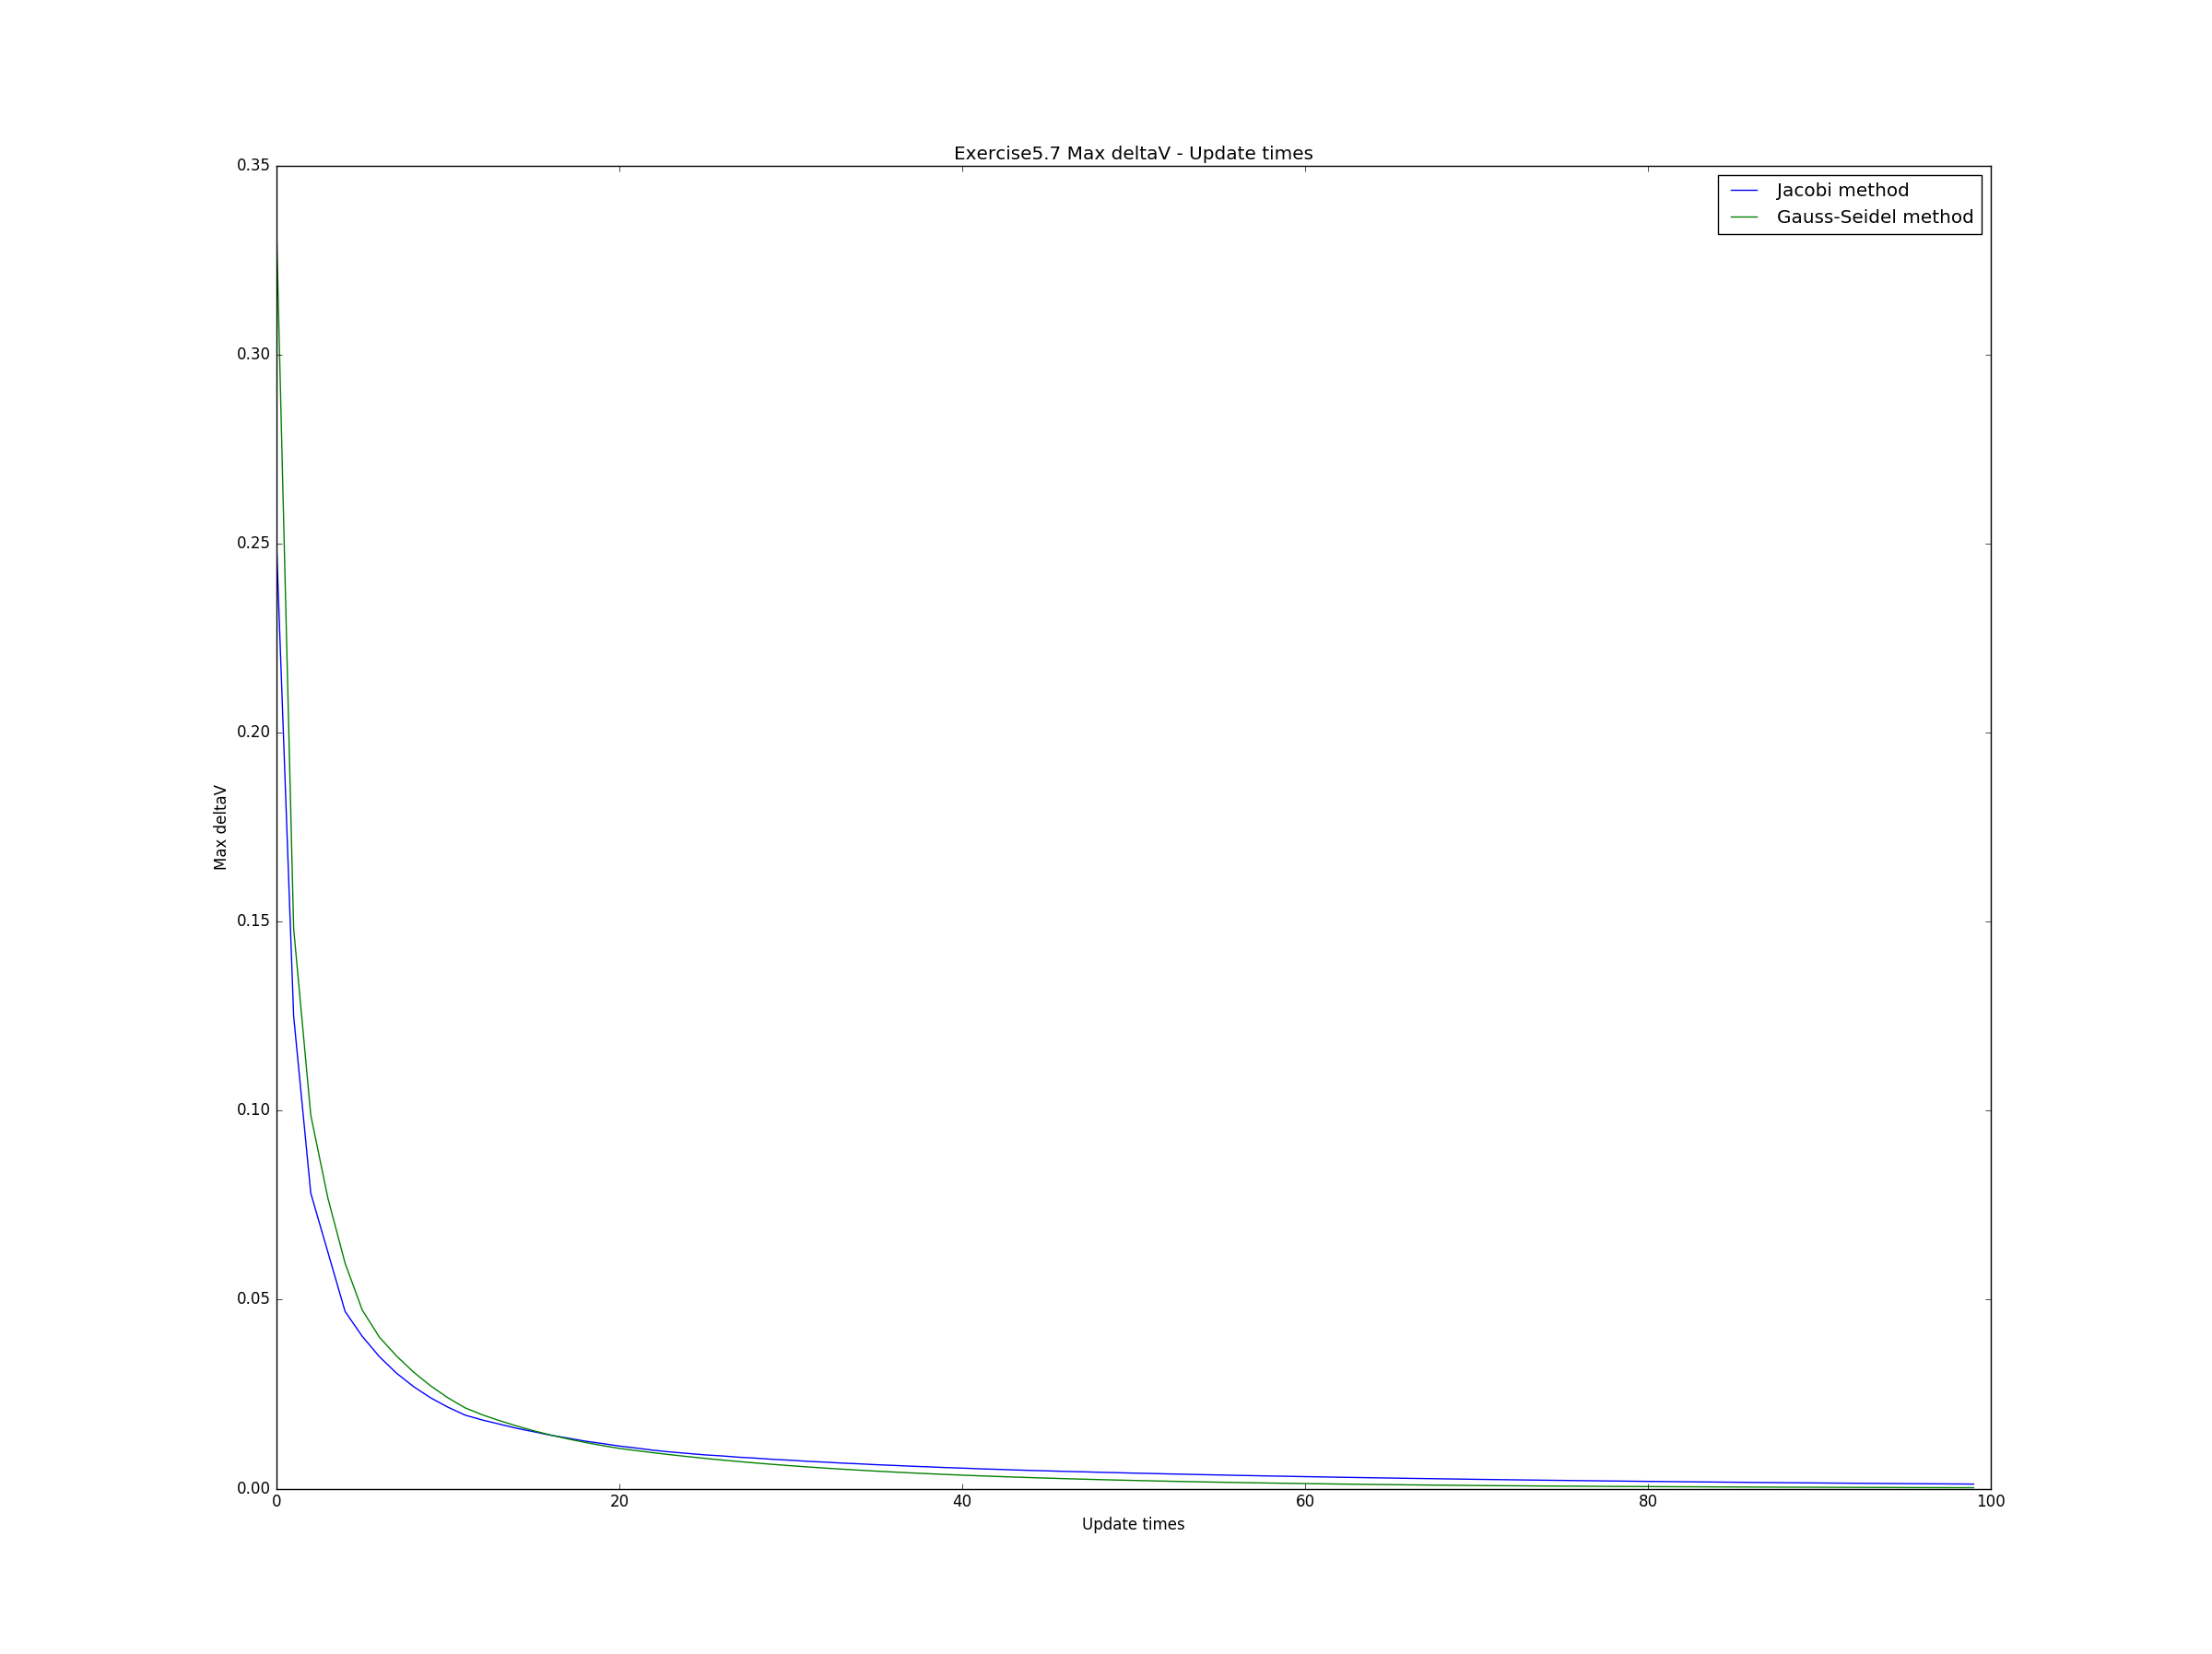 Exercise5.7 Max deltaV - Update times
Jacobi method
Gauss-Seidel method
0.35
0.30
0.25
0.20
0.15
0.10
0.05
0.00
Max deltaV
0 20 40 60 80 100
Update times